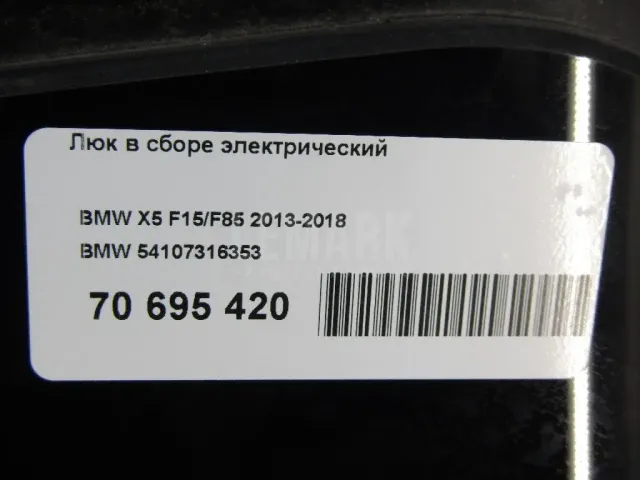 Люк в сборе электрический
BMW X5 F15/F85 2013-2018
BMW 54107316353
70 695 420